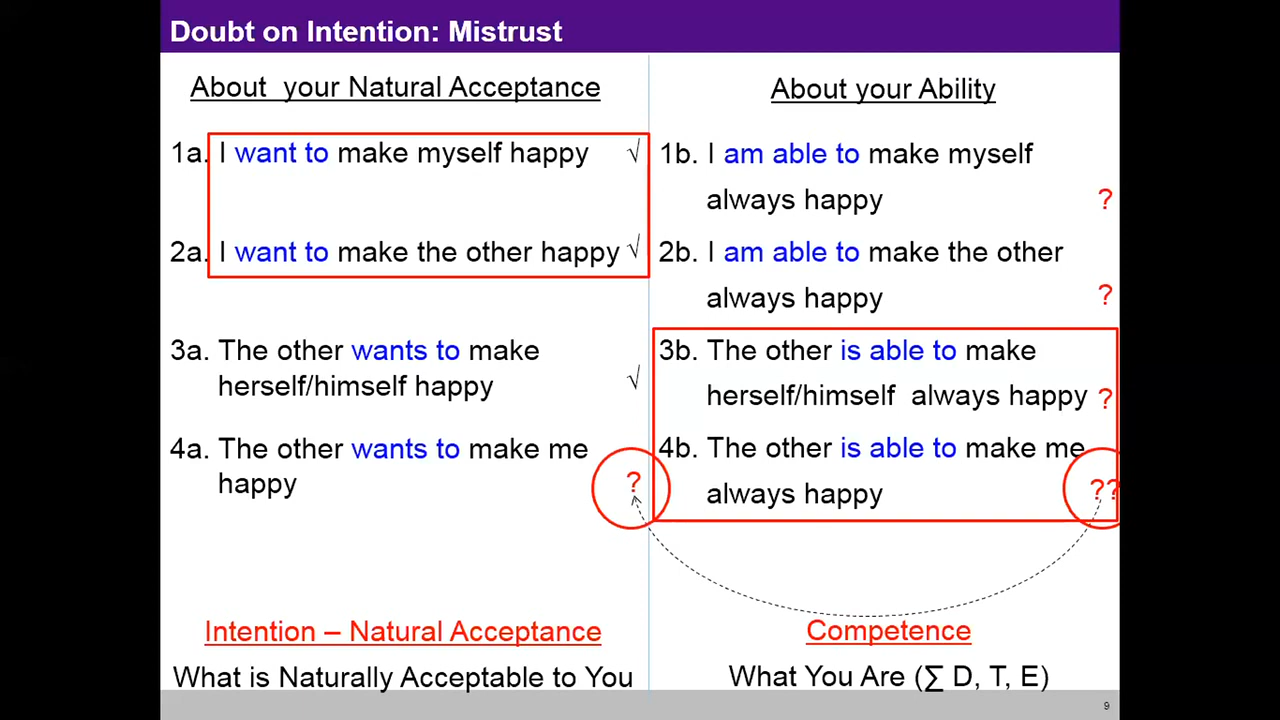 Doubt on Intention: Mistrust
About your Natural Acceptance
1a. I want to make myself happy √
2a. I want to make the other happy √
3a. The other wants to make
herself/himself happy √
4a. The other wants to make me
happy ?
Intention – Natural Acceptance
What is Naturally Acceptable to You
About your Ability
1b. I am able to make myself
always happy ?
2b. I am able to make the other
always happy ?
3b. The other is able to make
herself/himself always happy ?
4b. The other is able to make me
always happy ??
Competence
What You Are (∑ D, T, E)
9